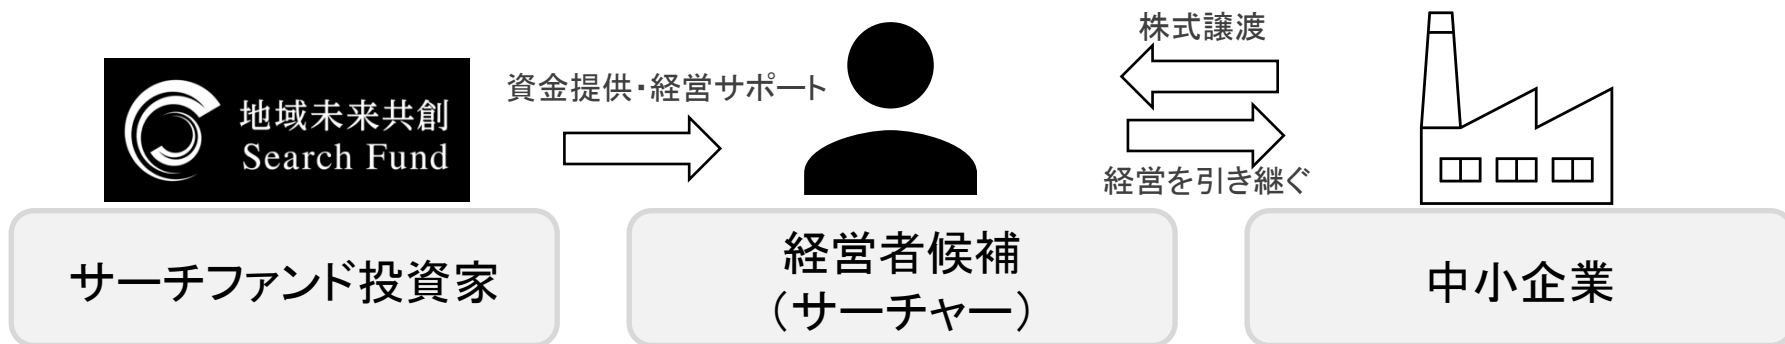 地域未来共創
Search Fund
資金提供・経営サポート
株式譲渡
経営を引き継ぐ
サーチファンド投資家
経営者候補
（サーチャー）
中小企業